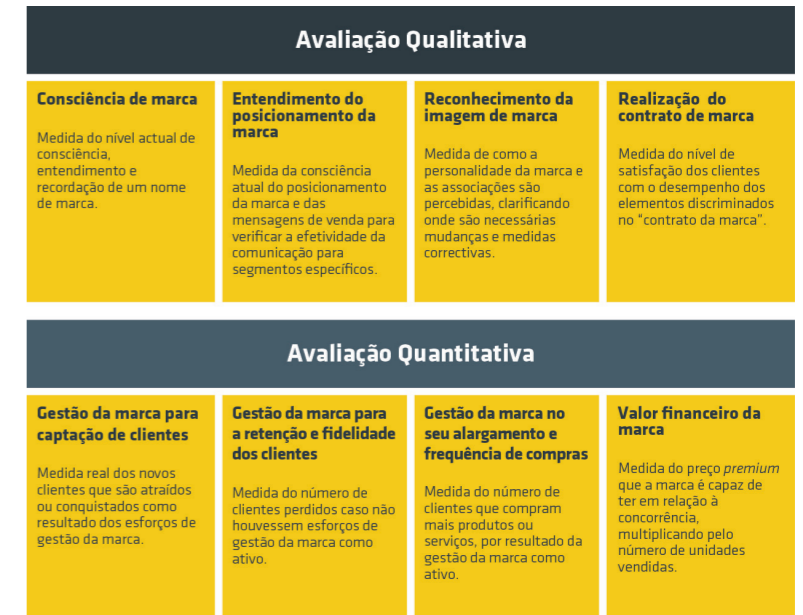 Avaliação Qualitativa
Consciência de marca
Medida do nível actual de
consciência,
entendimento e
recordação de um nome
de marca.
Entendimento do
posicionamento da
marca
Medida da consciência
atual do posicionamento
da marca e das
mensagens de venda para
verificar a efetividade da
comunicação para
segmentos específicos.
Reconhecimento da
imagem de marca
Medida de como a
personalidade da marca e
as associações são
percebidas, clarificando
onde são necessárias
mudanças e medidas
correctivas.
Realização do
contrato de marca
Medida do nível de
satisfação dos clientes
com o desempenho dos
elementos discriminados
no “contrato da marca”.
Avaliação Quantitativa
Gestão da marca para
captação de clientes
Medida real dos novos
clientes que são atraídos
ou conquistados como
resultado dos esforços de
gestão da marca.
Gestão da marca para
a retenção e fidelidade
dos clientes
Medida do número de
clientes perdidos caso não
houvessem esforços de
gestão da marca como
ativo.
Gestão da marca no
seu alargamento e
frequência de compras
Medida do número de
clientes que compram
mais produtos ou
serviços, por resultado da
gestão da marca como
ativo.
Valor financeiro da
marca
Medida do preço premium
que a marca é capaz de
ter em relação à
concorrência,
multiplicando pelo
número de unidades
vendidas.